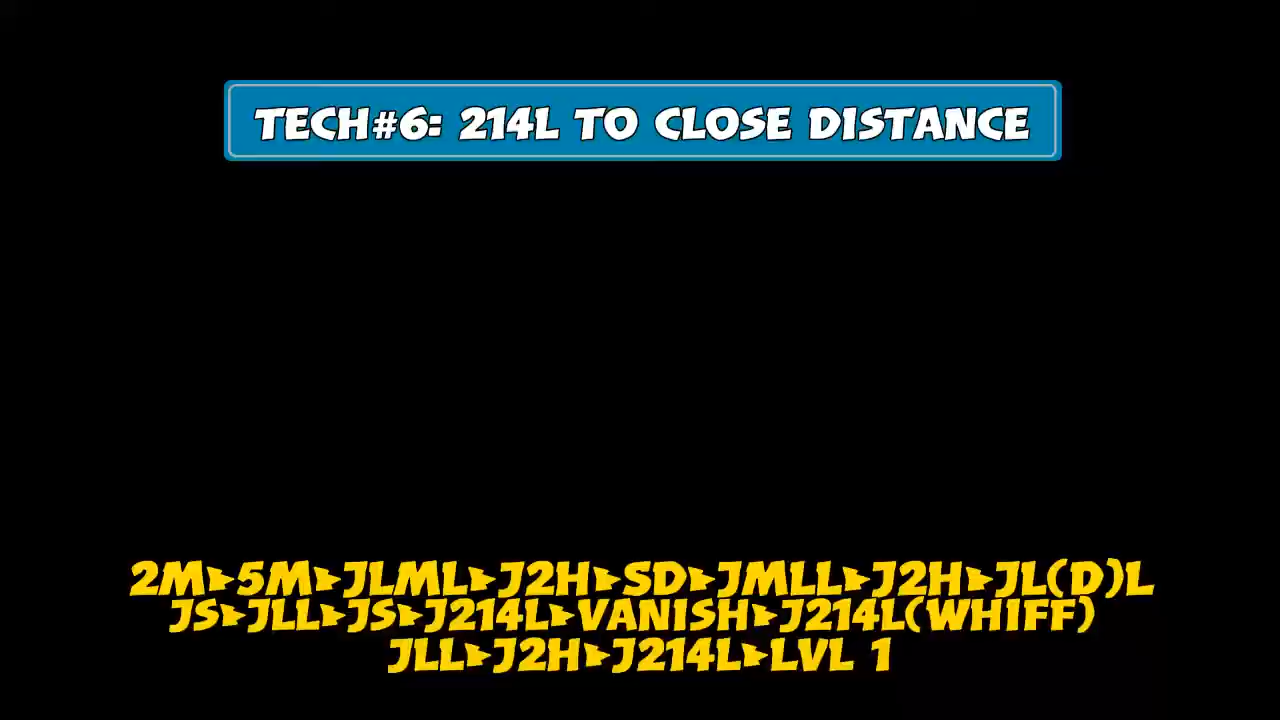 TECH#6: 214L TO CLOSE DISTANCE
2M▸5M▸JLML▸J2H▸SD▸JMLL▸J2H▸JL(D)L
JS▸JLL▸JS▸J214L▸VANISH▸J214L(WHIFF)
JLL▸J2H▸J214L▸LVL 1